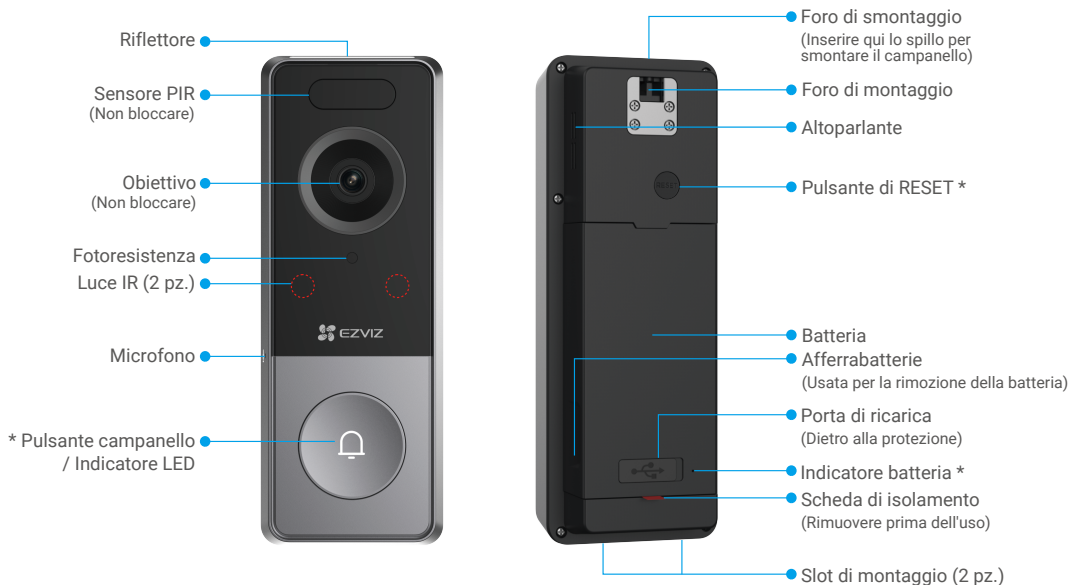 Riflettore
Sensore PIR
(Non bloccare)
Obiettivo
(Non bloccare)
Fotoresistenza
Luce IR (2 pz.)
EZVIZ
Microfono
* Pulsante campanello
/ Indicatore LED
Foro di smontaggio
(Inserire qui lo spillo per
smontare il campanello)
Foro di montaggio
Altoparlante
RESET
Pulsante di RESET *
Batteria
Afferrabatterie
(Usata per la rimozione della batteria)
Porta di ricarica
(Dietro alla protezione)
Indicatore batteria *
Scheda di isolamento
(Rimuovere prima dell'uso)
Slot di montaggio (2 pz.)